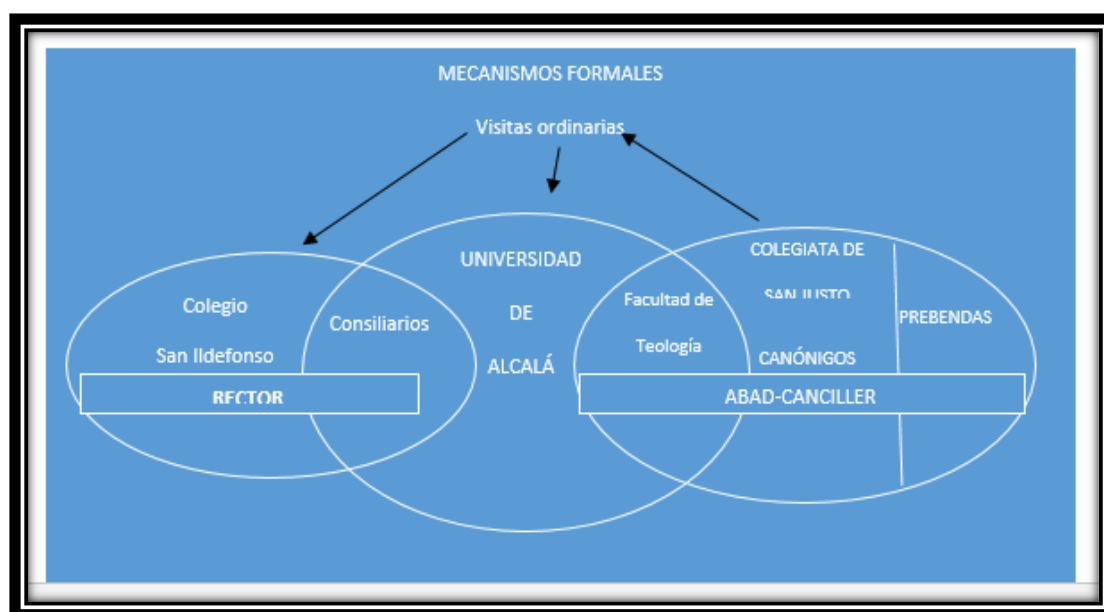 MECANISMOS FORMALES
Visitas ordinarias
Colegio
San Ildefonso
RECTOR
Consiliarios
UNIVERSIDAD
DE
ALCALÁ
Facultad de
Teología
COLEGIATA DE
SAN JUSTO
CANÓNIGOS
PREBENDAS
ABAD-CANCILLER